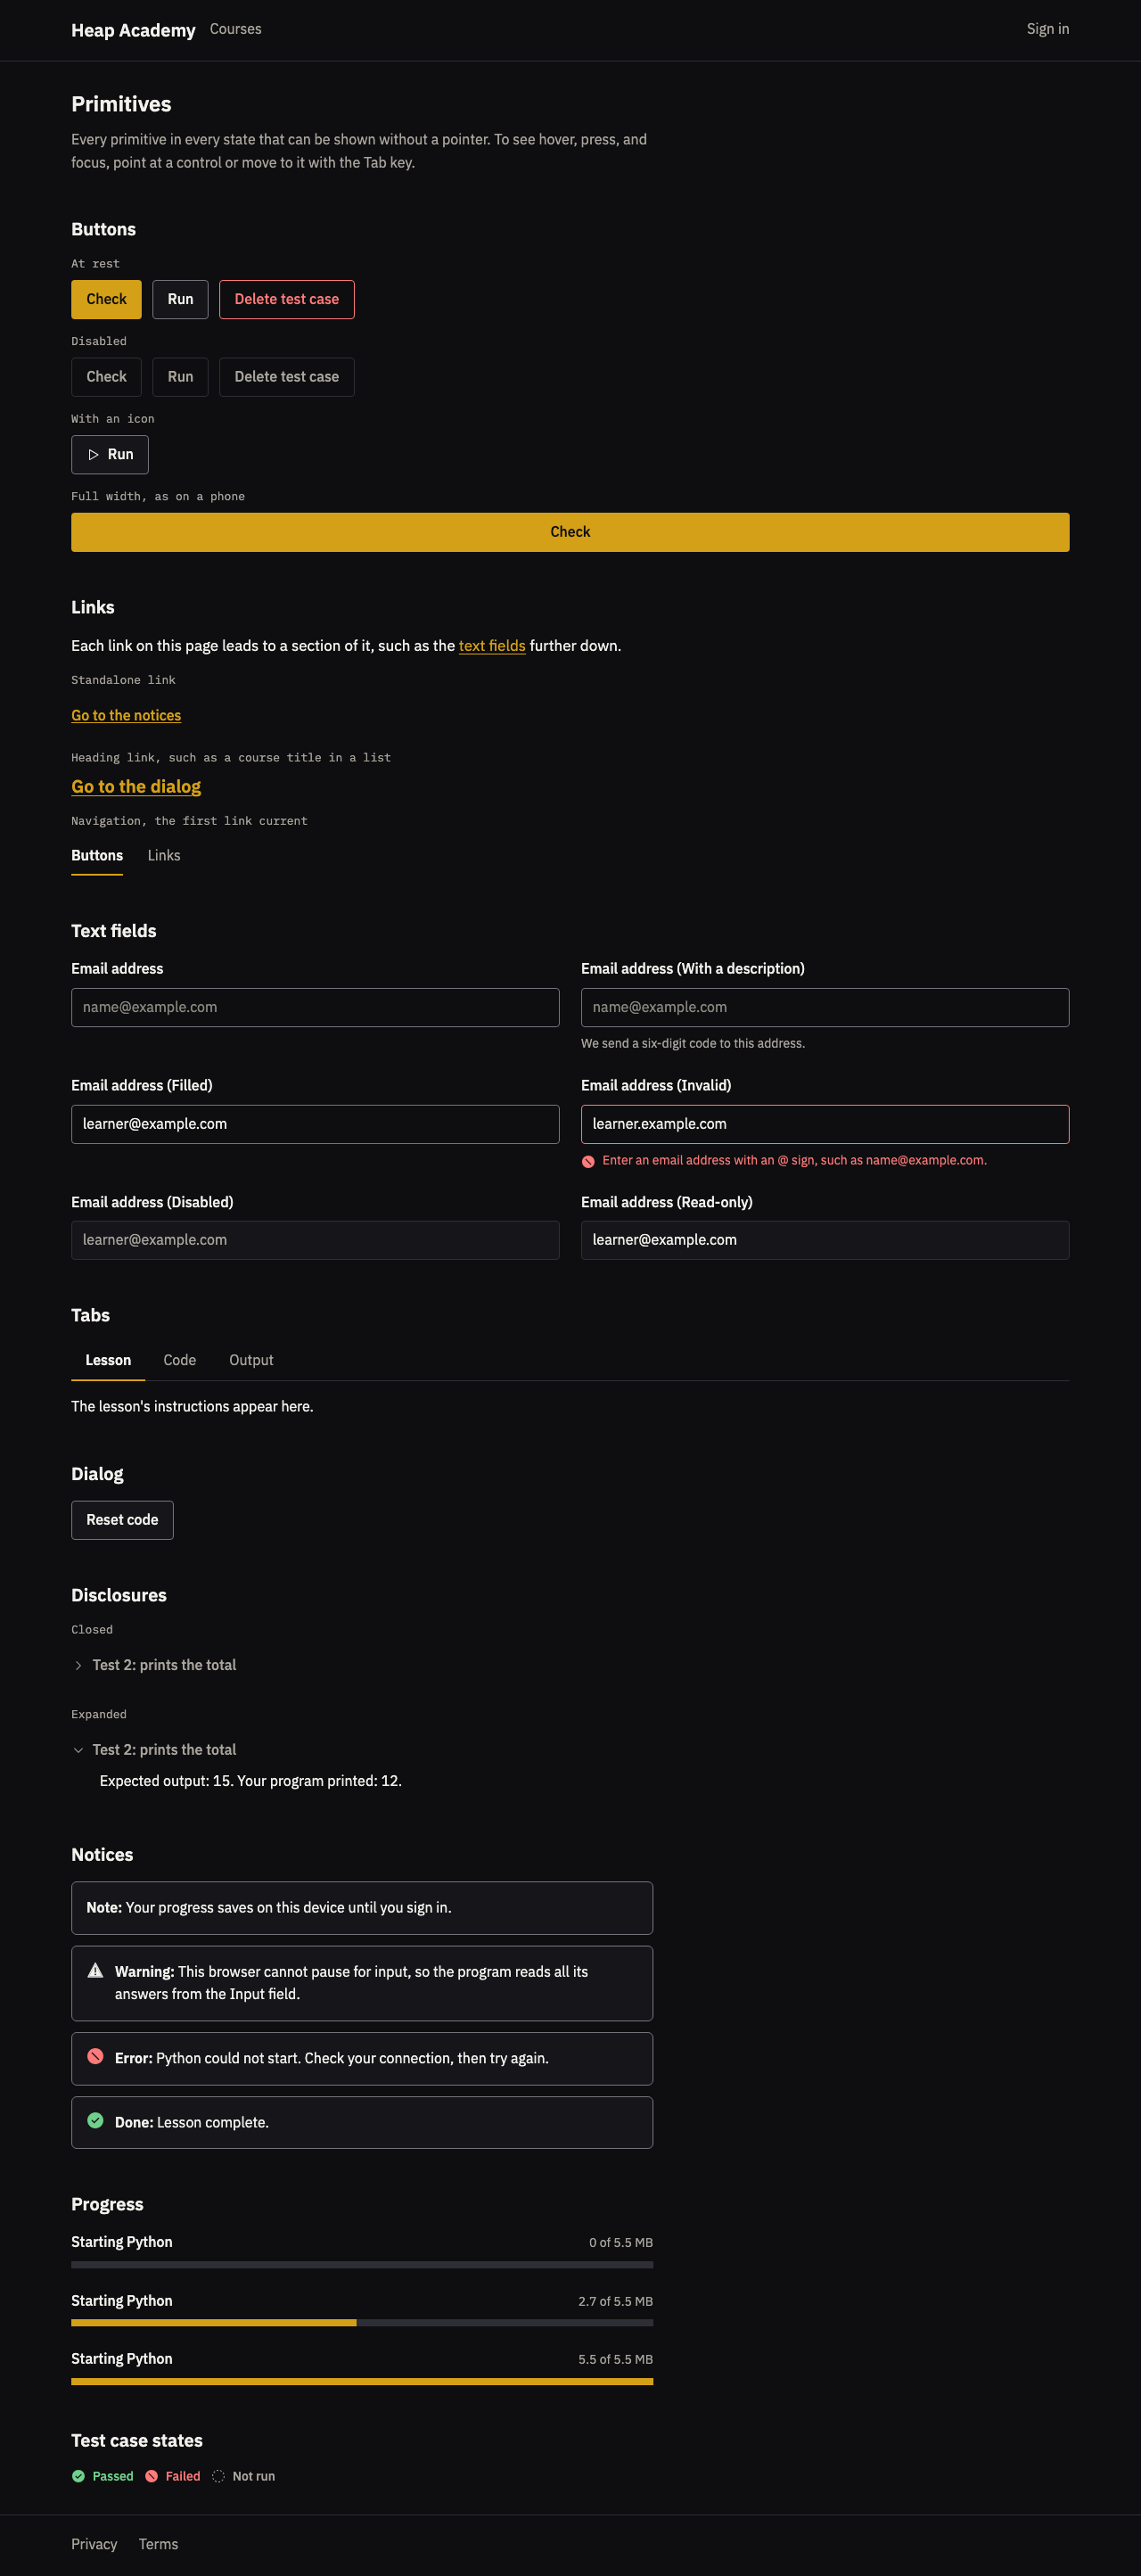 Heap Academy Courses Sign in
Primitives
Every primitive in every state that can be shown without a pointer. To see hover, press, and
focus, point at a control or move to it with the Tab key.
Buttons
At rest
Check Run Delete test case
Disabled
Check Run Delete test case
With an icon
Run
Full width, as on a phone
Check
Links
Each link on this page leads to a section of it, such as the text fields further down.
Standalone link
Go to the notices
Heading link, such as a course title in a list
Go to the dialog
Navigation, the first link current
Buttons Links
Text fields
Email address Email address (With a description)
name@example.com name@example.com
We send a six-digit code to this address.
Email address (Filled) Email address (Invalid)
learner@example.com learner.example.com
Enter an email address with an @ sign, such as name@example.com.
Email address (Disabled) Email address (Read-only)
learner@example.com learner@example.com
Tabs
Lesson Code Output
The lesson's instructions appear here.
Dialog
Reset code
Disclosures
Closed
Test 2: prints the total
Expanded
Test 2: prints the total
Expected output: 15. Your program printed: 12.
Notices
Note: Your progress saves on this device until you sign in.
Warning: This browser cannot pause for input, so the program reads all its
answers from the Input field.
Error: Python could not start. Check your connection, then try again.
Done: Lesson complete.
Progress
Starting Python 0 of 5.5 MB
Starting Python 2.7 of 5.5 MB
Starting Python 5.5 of 5.5 MB
Test case states
Passed Failed Not run
Privacy Terms